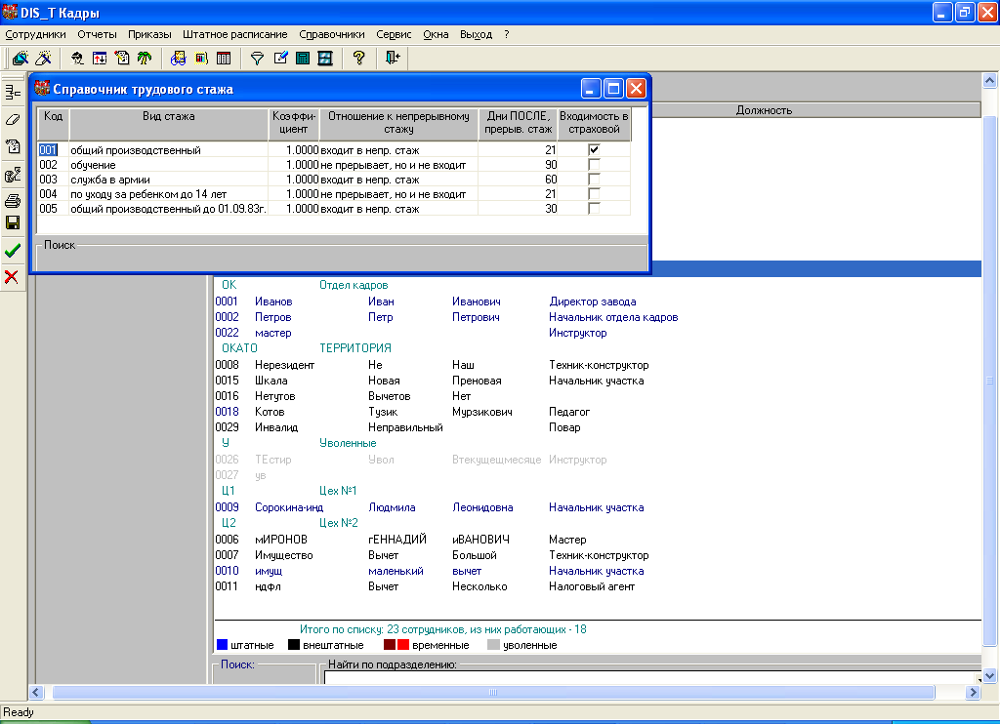 DIS_T Кадры
Сотрудники Отчеты Приказы Штатное расписание Справочники Сервис Окна Выход ?
Справочник трудового стажа
Код Вид стажа Коэффи-циент Отношение к непрерывному стажу Дни ПОСЛЕ, прерыв. стаж Входимость в страховой
001 общий производственный 1.0000 входит в непр. стаж 21
002 обучение 1.0000 не прерывает, но и не входит 90
003 служба в армии 1.0000 входит в непр. стаж 60
004 по уходу за ребенком до 14 лет 1.0000 не прерывает, но и не входит 21
005 общий производственный до 01.09.83г. 1.0000 входит в непр. стаж 30
Поиск
Должность
ОК Отдел кадров
0001 Иванов Иван Иванович Директор завода
0002 Петров Петр Петрович Начальник отдела кадров
0022 мастер Инструктор
ОКАТО ТЕРРИТОРИЯ
0008 Нерезидент Не Наш Техник-конструктор
0015 Шкала Новая Преновая Начальник участка
0016 Нетутов Вычетов Нет
0018 Котов Тузик Мурзикович Педагог
0029 Инвалид Неправильный Повар
У Уволенные
0026 ТЕстир Увол Втекущешмесяце Инструктор
0027 ув
Ц1 Цех №1
0009 Сорокина-инд Людмила Леонидовна Начальник участка
Ц2 Цех №2
0006 мИРОНОВ гЕННАДИЙ иВАНОВИЧ Мастер
0007 Имущество Вычет Большой Техник-конструктор
0010 имущ маленький вычет Начальник участка
0011 ндфл Вычет Несколько Налоговый агент
Итого по списку: 23 сотрудников, из них работающих - 18
штатные внештатные временные уволенные
Поиск: Найти по подразделению:
Ready